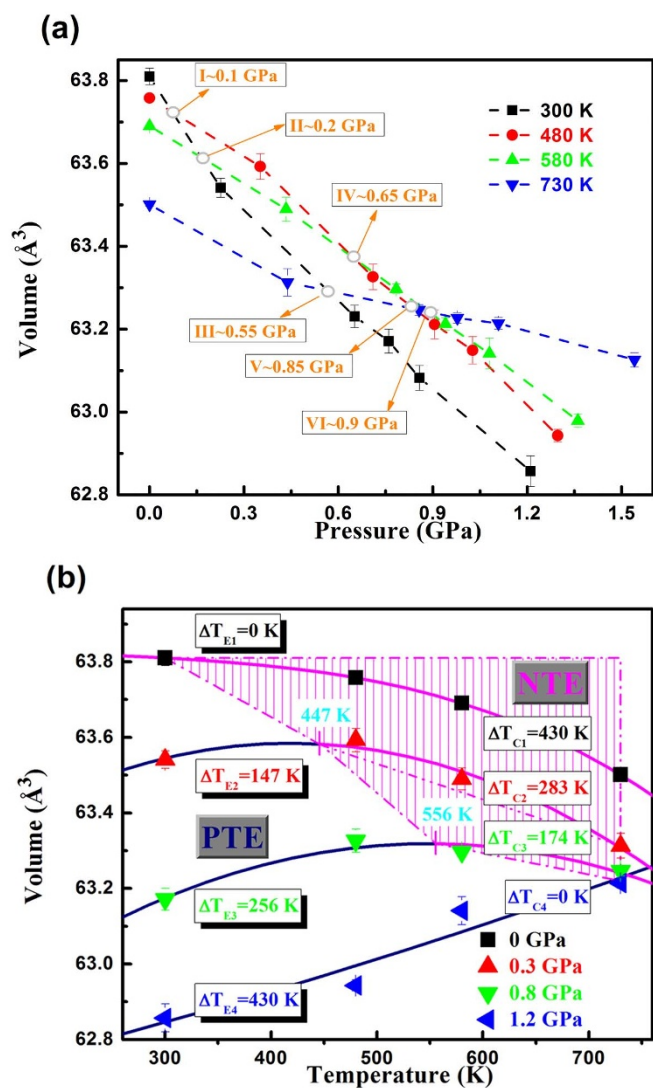 (a)
63.8
63.6
63.4
63.2
63.0
62.8
Volume (Å³)
I~0.1 GPa
II~0.2 GPa
IV~0.65 GPa
III~0.55 GPa
V~0.85 GPa
VI~0.9 GPa
300 K
480 K
580 K
730 K
0.0 0.3 0.6 0.9 1.2 1.5
Pressure (GPa)
(b)
63.8
63.6
63.4
63.2
63.0
62.8
Volume (Å³)
ΔT_E1=0 K
NTE
447 K
ΔT_C1=430 K
ΔT_E2=147 K
ΔT_C2=283 K
556 K
PTE
ΔT_C3=174 K
ΔT_E3=256 K
ΔT_C4=0 K
ΔT_E4=430 K
0 GPa
0.3 GPa
0.8 GPa
1.2 GPa
300 400 500 600 700
Temperature (K)